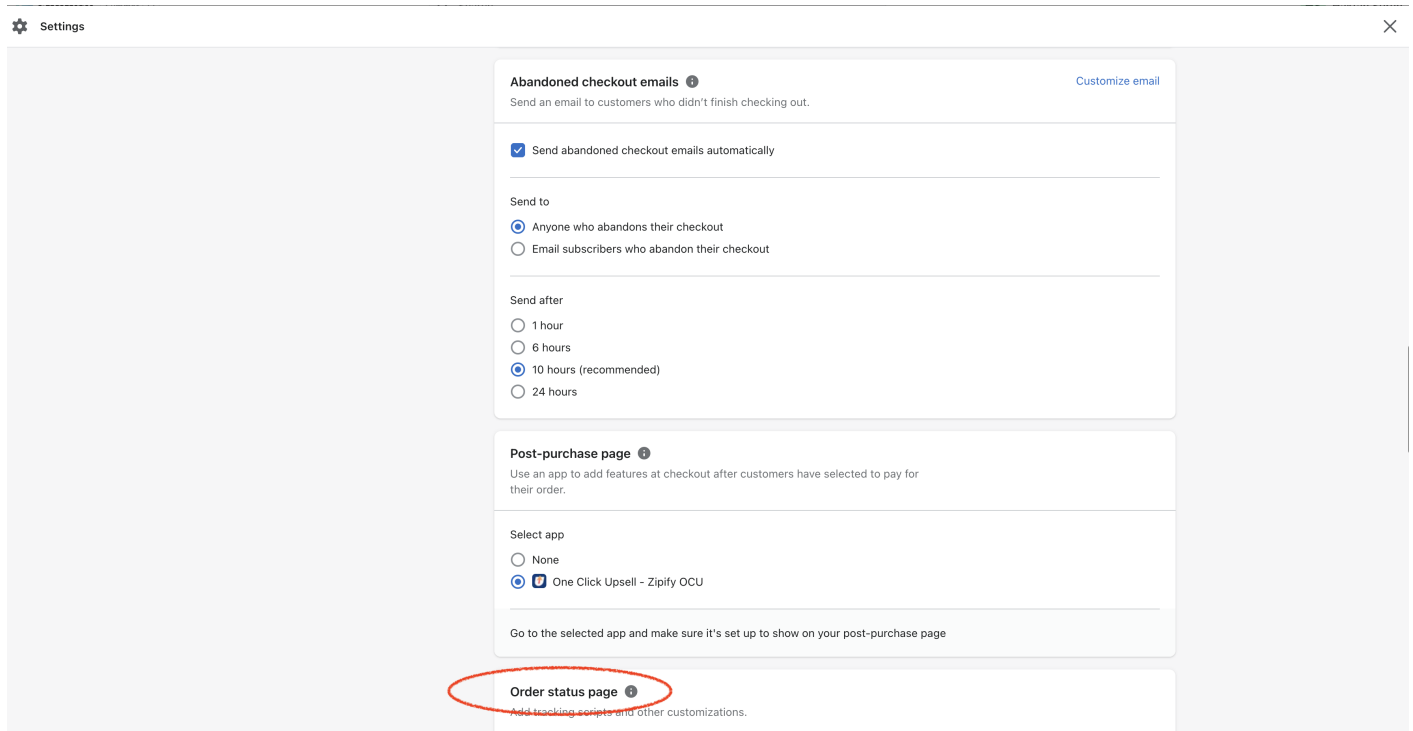 Settings
Abandoned checkout emails
Customize email
Send an email to customers who didn't finish checking out.
Send abandoned checkout emails automatically
Send to
Anyone who abandons their checkout
Email subscribers who abandon their checkout
Send after
1 hour
6 hours
10 hours (recommended)
24 hours
Post-purchase page
Use an app to add features at checkout after customers have selected to pay for
their order.
Select app
None
One Click Upsell - Zipify OCU
Go to the selected app and make sure it's set up to show on your post-purchase page
Order status page
Add tracking scripts and other customizations.